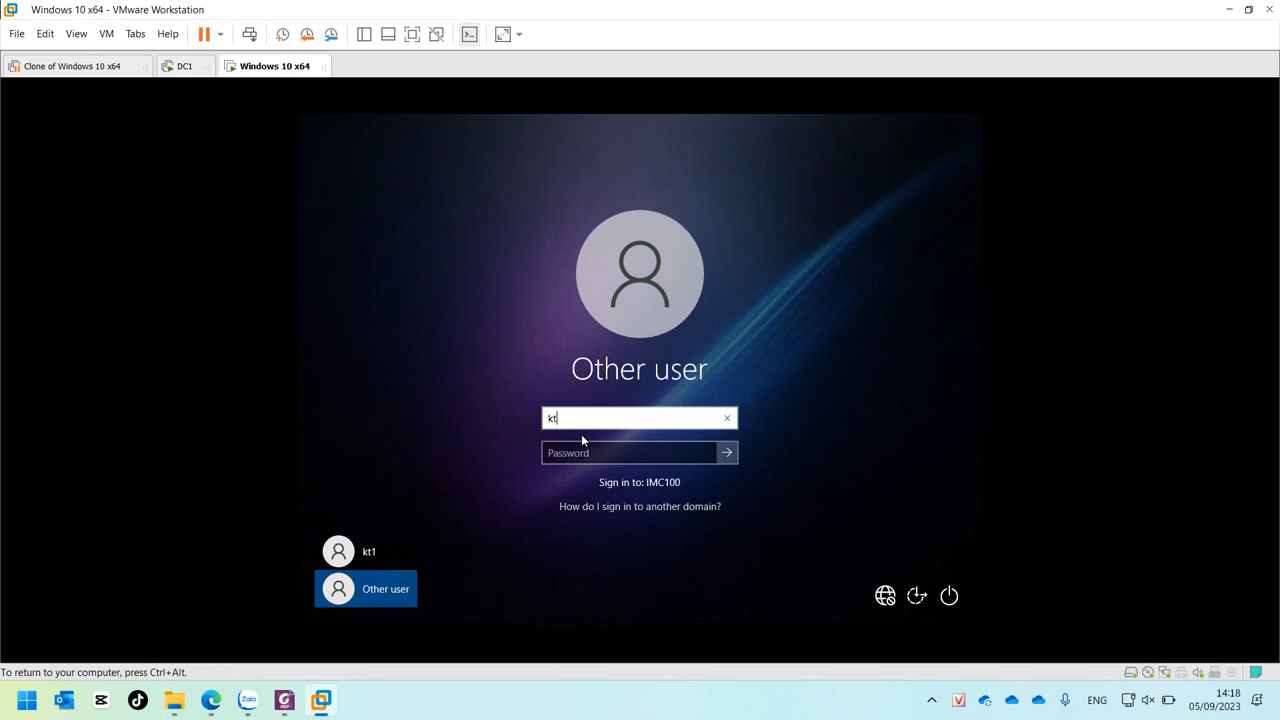 Windows 10 x64 - VMware Workstation
File Edit View VM Tabs Help
Clone of Windows 10 x64 DC1 Windows 10 x64
Other user
kt
Password
Sign in to: IMC100
How do I sign in to another domain?
kt1
Other user
To return to your computer, press Ctrl+Alt.
Zalo PDF V ENG 14:18
05/09/2023